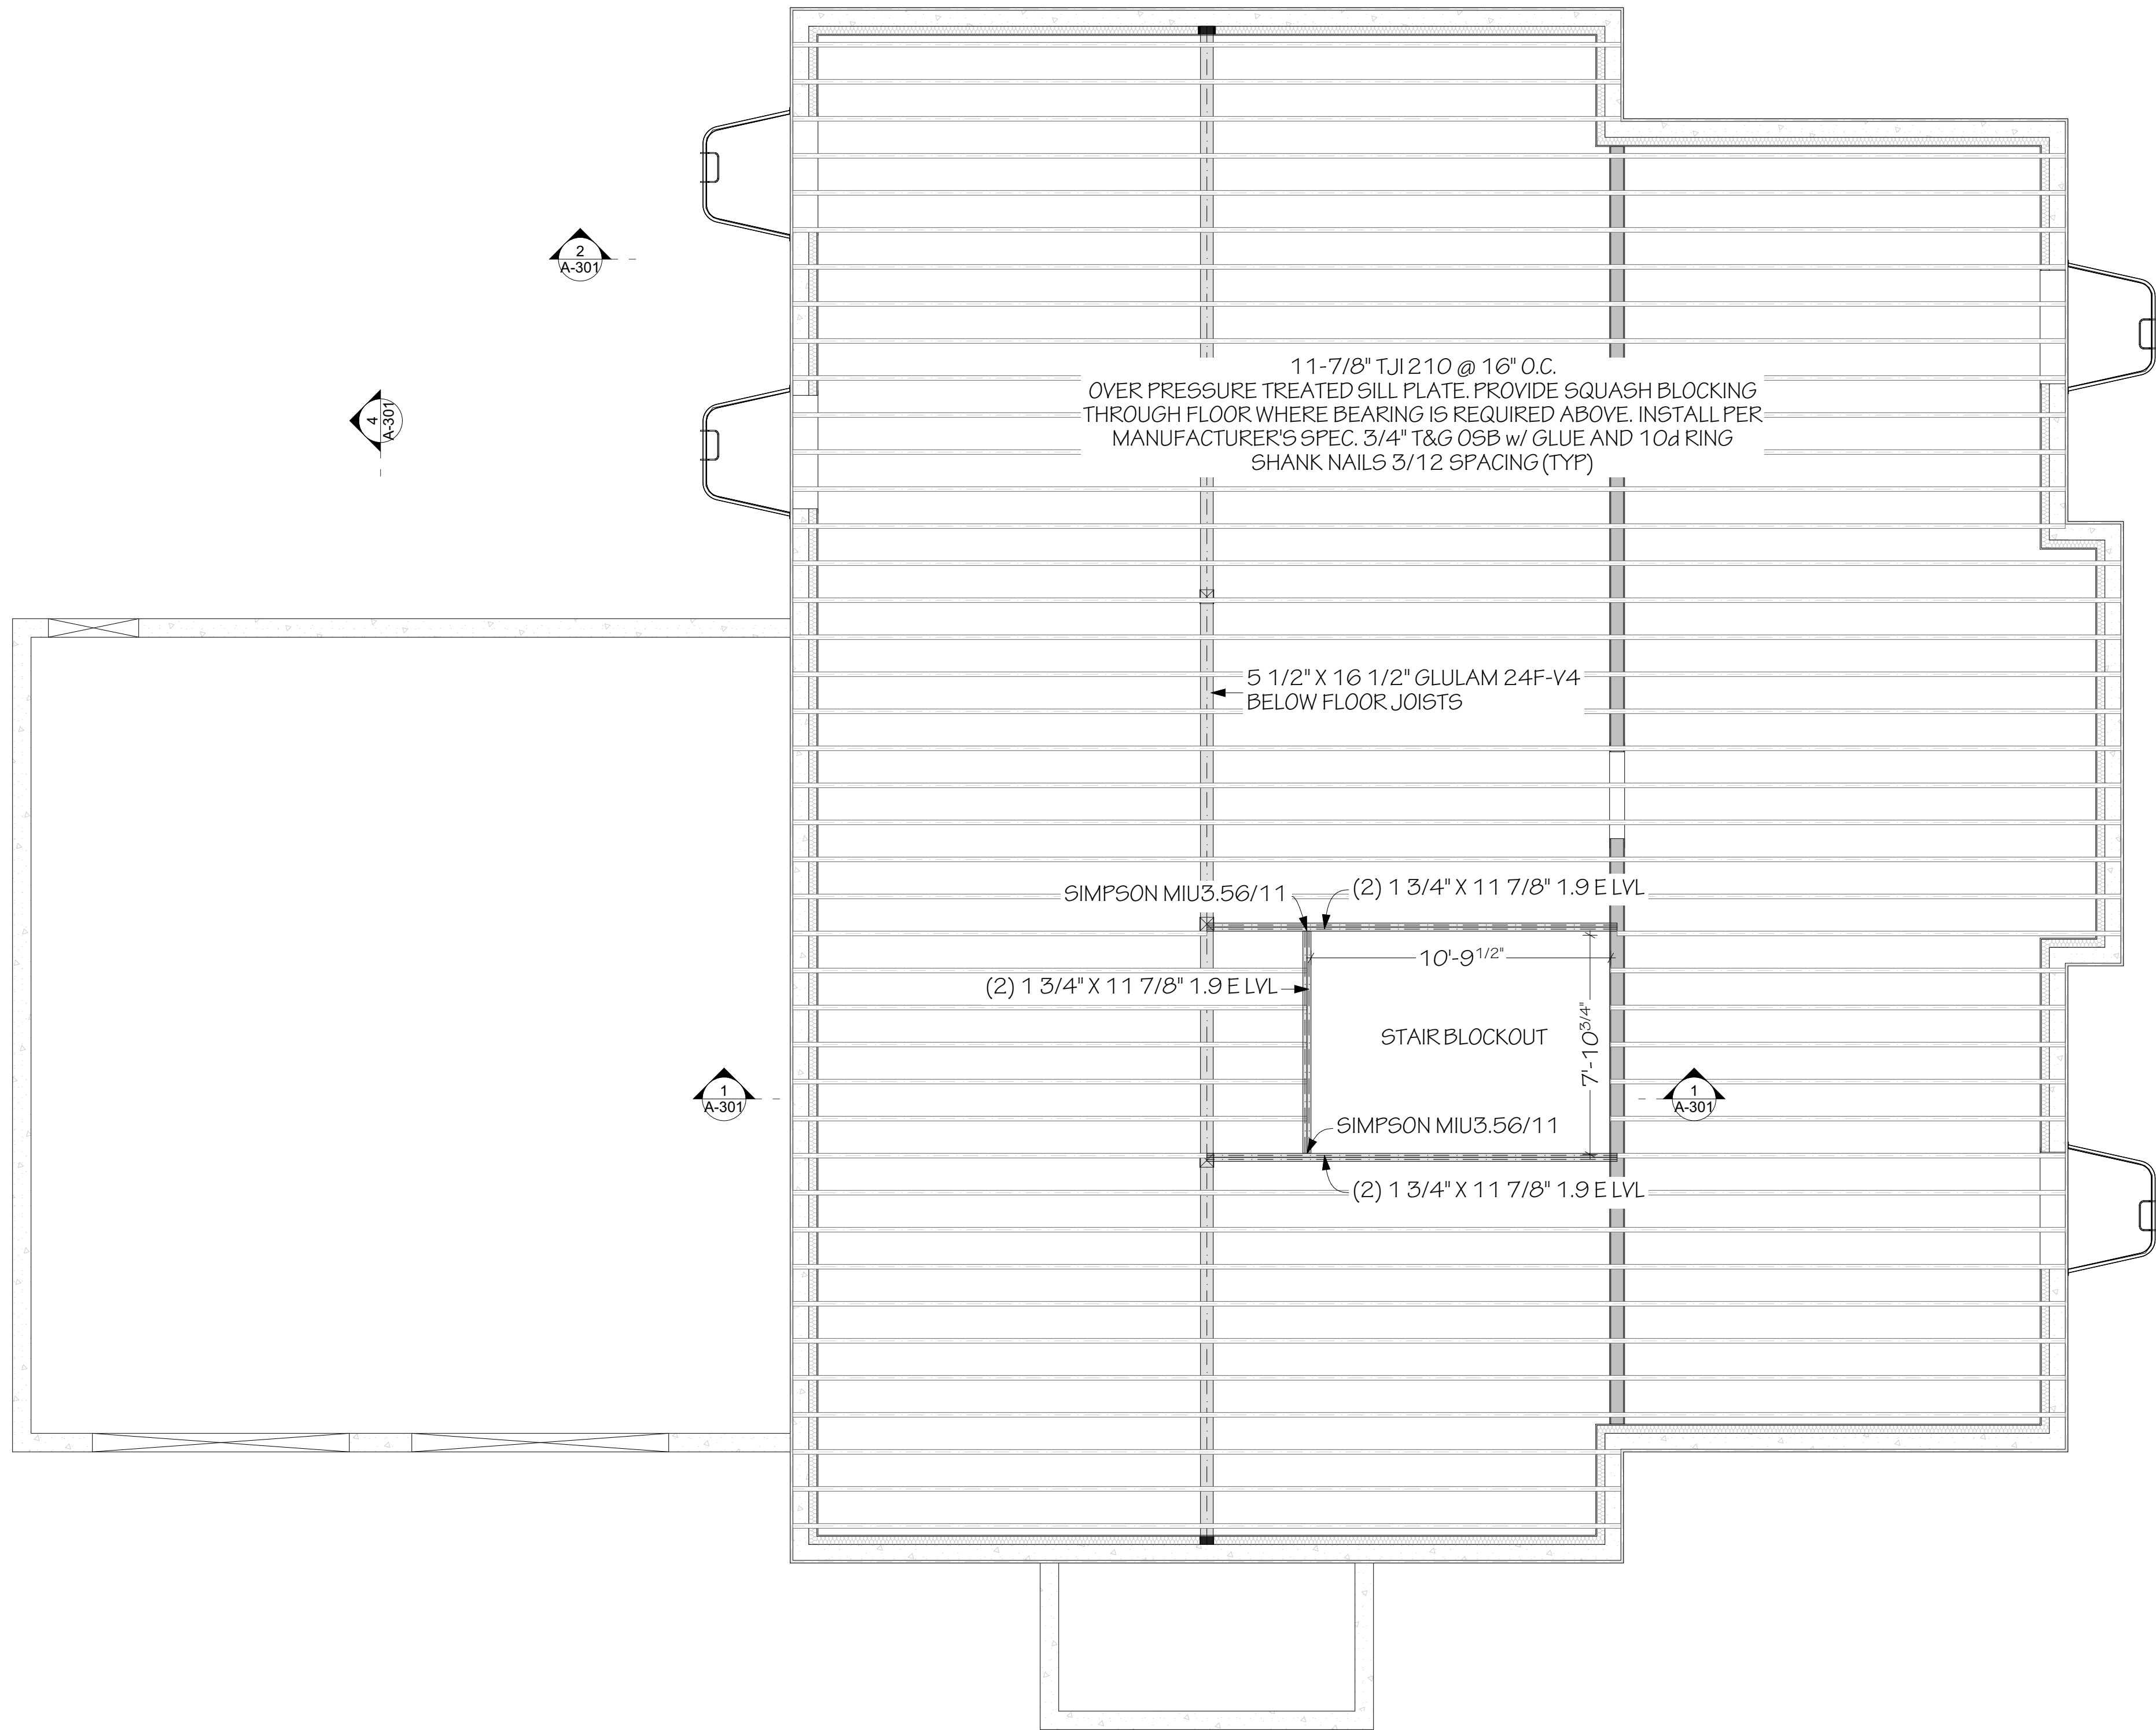 2
A-301
11-7/8" TJI 210 @ 16" O.C.
OVER PRESSURE TREATED SILL PLATE. PROVIDE SQUASH BLOCKING
THROUGH FLOOR WHERE BEARING IS REQUIRED ABOVE. INSTALL PER
MANUFACTURER'S SPEC. 3/4" T&G OSB w/ GLUE AND 10d RING
SHANK NAILS 3/12 SPACING (TYP)
4
A-301
5 1/2" X 16 1/2" GLULAM 24F-V4
BELOW FLOOR JOISTS
SIMPSON MIU3.56/11
(2) 1 3/4" X 11 7/8" 1.9 E LVL
10'-9 1/2"
(2) 1 3/4" X 11 7/8" 1.9 E LVL
STAIR BLOCKOUT
7'-10 3/4"
1
A-301
1
A-301
SIMPSON MIU3.56/11
(2) 1 3/4" X 11 7/8" 1.9 E LVL